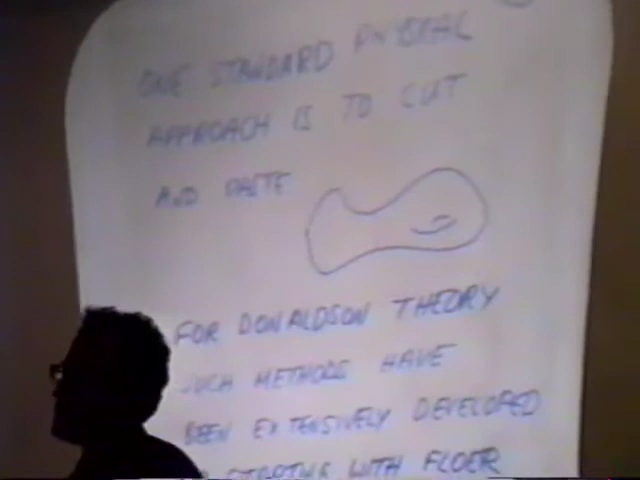 ONE STANDARD PHYSICAL
APPROACH IS TO CUT
AND PASTE
FOR DONALDSON THEORY
SUCH METHODS HAVE
BEEN EXTENSIVELY DEVELOPED
STARTING WITH FLOER